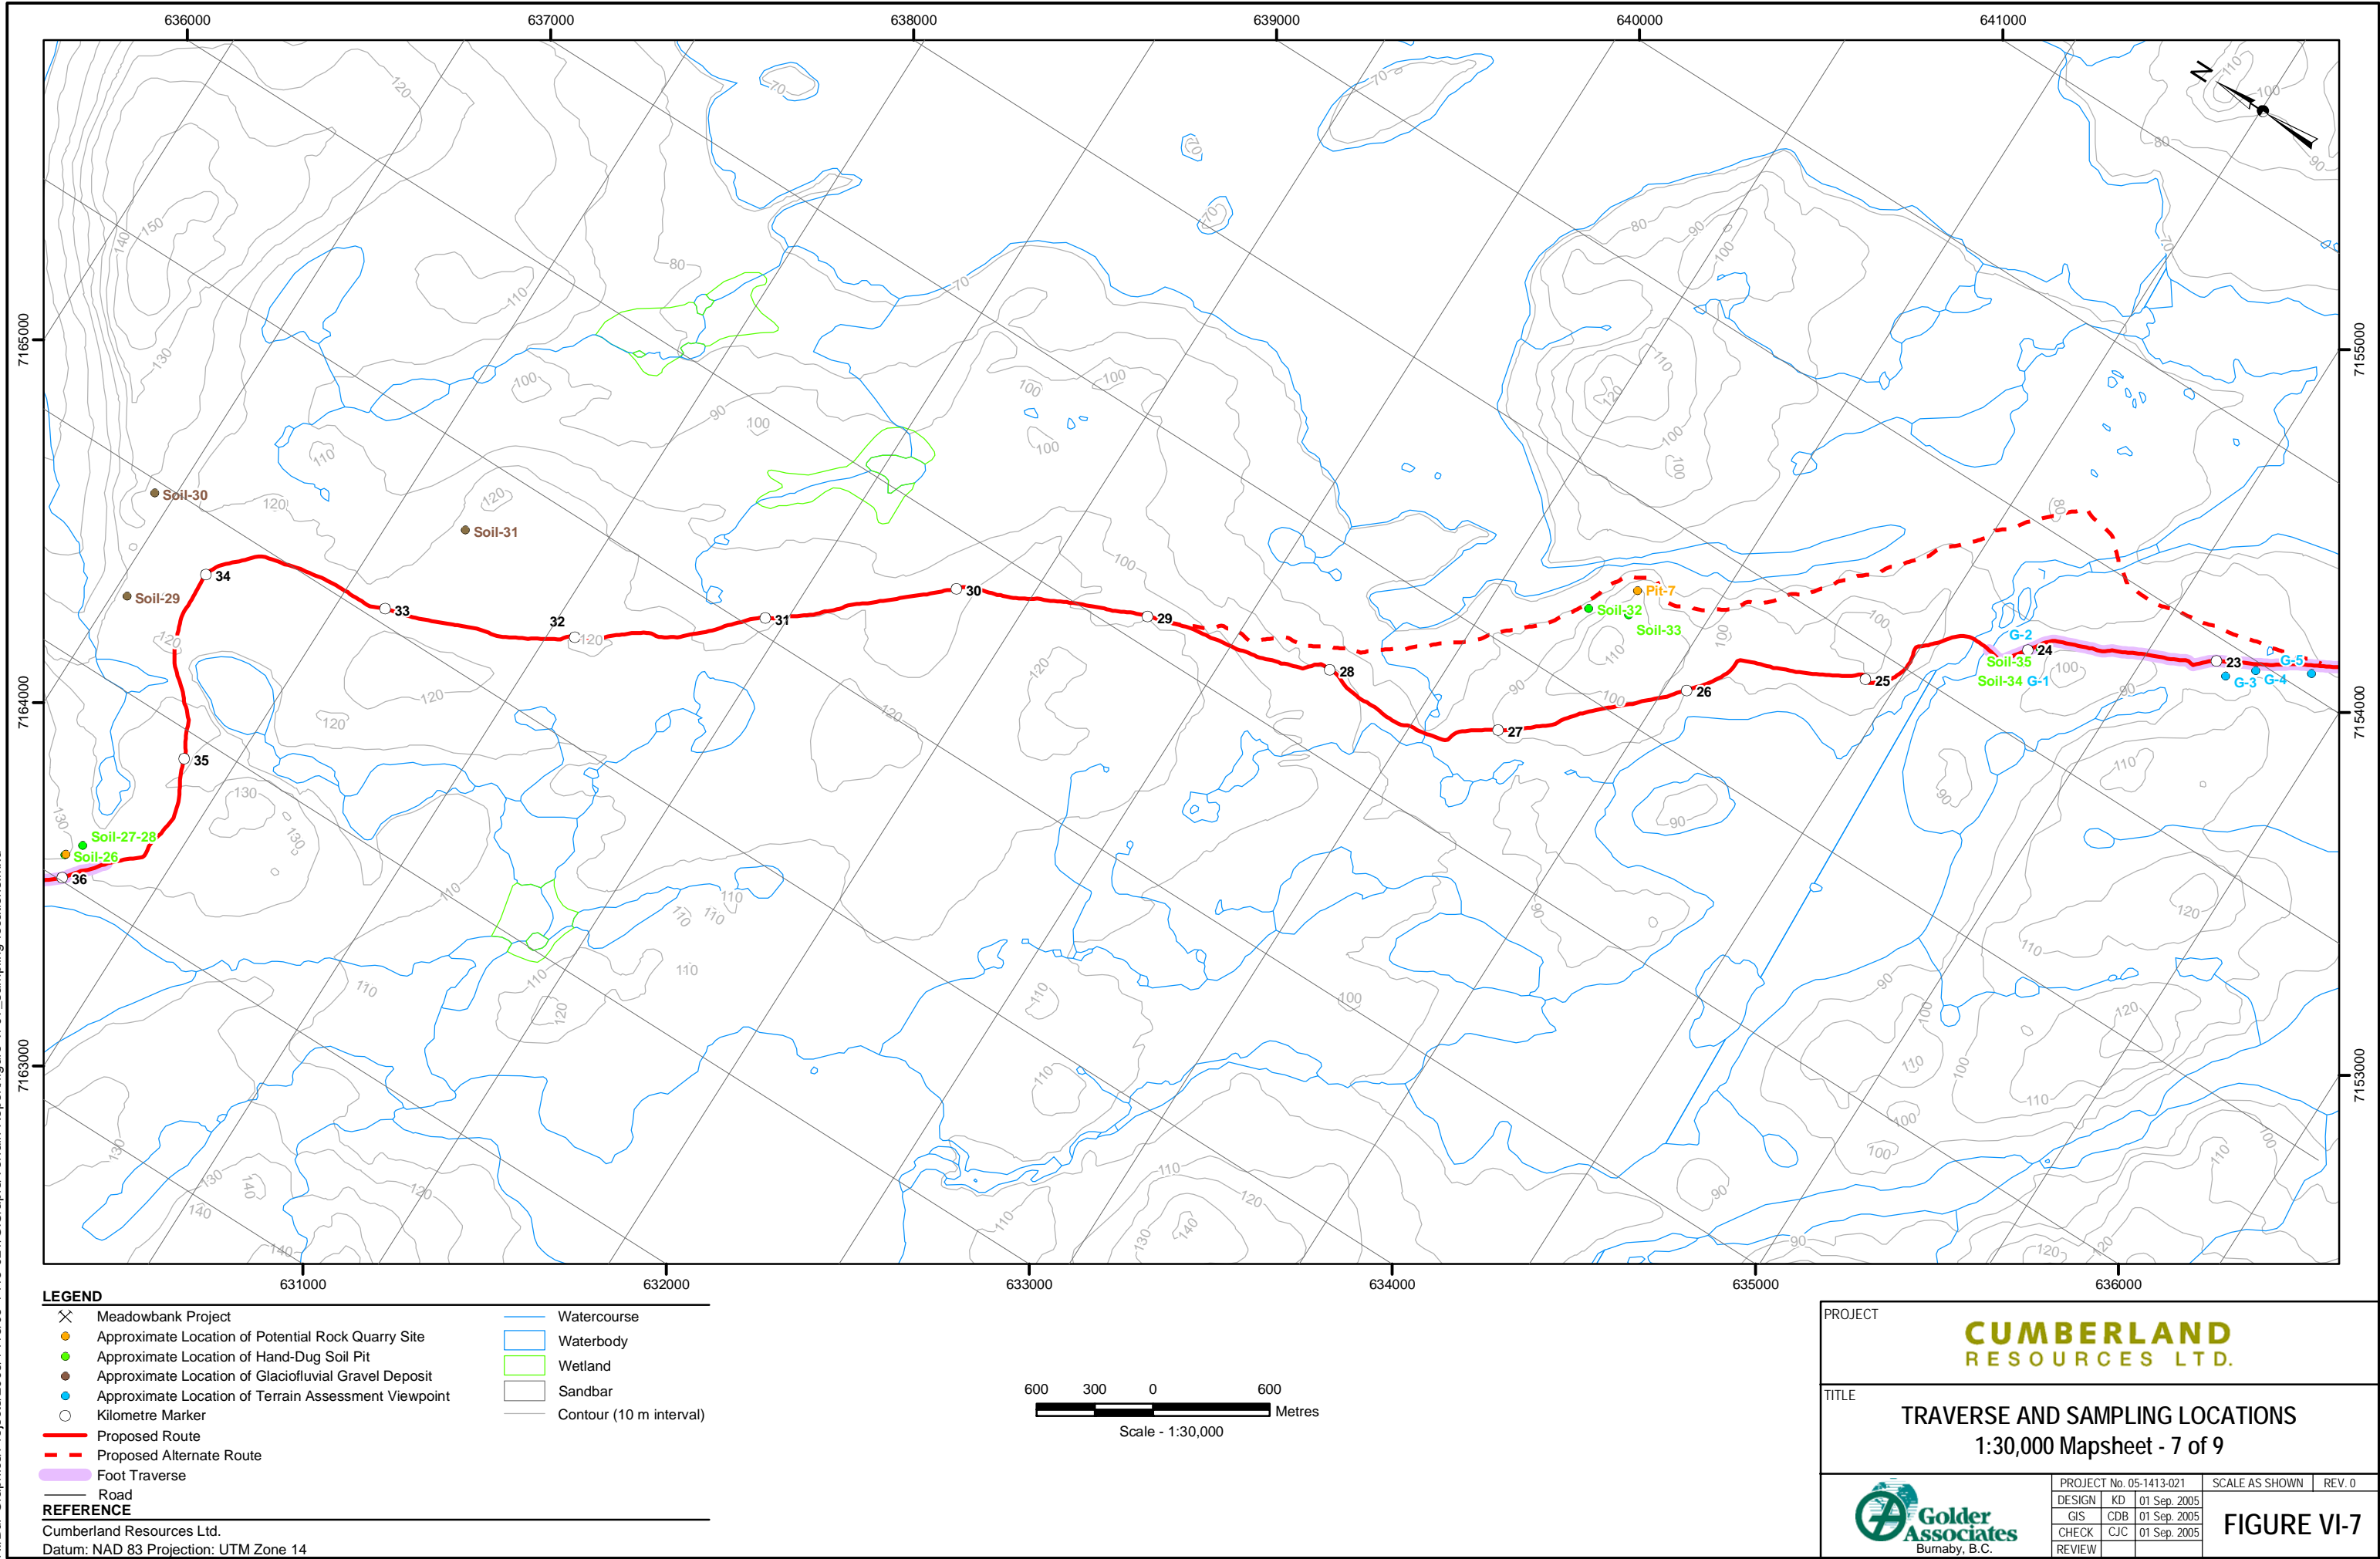 636000 637000 638000 639000 640000 641000
7165000
7164000
7163000
7155000
7154000
7153000
631000 632000 633000 634000 635000 636000
N
Soil-30
Soil-31
Soil-29
Soil-27-28
Soil-26
Soil-32
Pit-7
Soil-33
G-2
Soil-35
Soil-34 G-1
G-5
G-3 G-4
34
33
32
31
30
29
28
27
26
25
24
23
35
36
LEGEND
Meadowbank Project
Approximate Location of Potential Rock Quarry Site
Approximate Location of Hand-Dug Soil Pit
Approximate Location of Glaciofluvial Gravel Deposit
Approximate Location of Terrain Assessment Viewpoint
Kilometre Marker
Proposed Route
Proposed Alternate Route
Foot Traverse
Road
Watercourse
Waterbody
Wetland
Sandbar
Contour (10 m interval)
REFERENCE
Cumberland Resources Ltd.
Datum: NAD 83 Projection: UTM Zone 14
600 300 0 600
Metres
Scale - 1:30,000
PROJECT
CUMBERLAND
RESOURCES LTD.
TITLE
TRAVERSE AND SAMPLING LOCATIONS
1:30,000 Mapsheet - 7 of 9
Golder
Associates
Burnaby, B.C.
PROJECT No. 05-1413-021 SCALE AS SHOWN REV. 0
DESIGN KD 01 Sep. 2005
GIS CDB 01 Sep. 2005
CHECK CJC 01 Sep. 2005
REVIEW
FIGURE VI-7